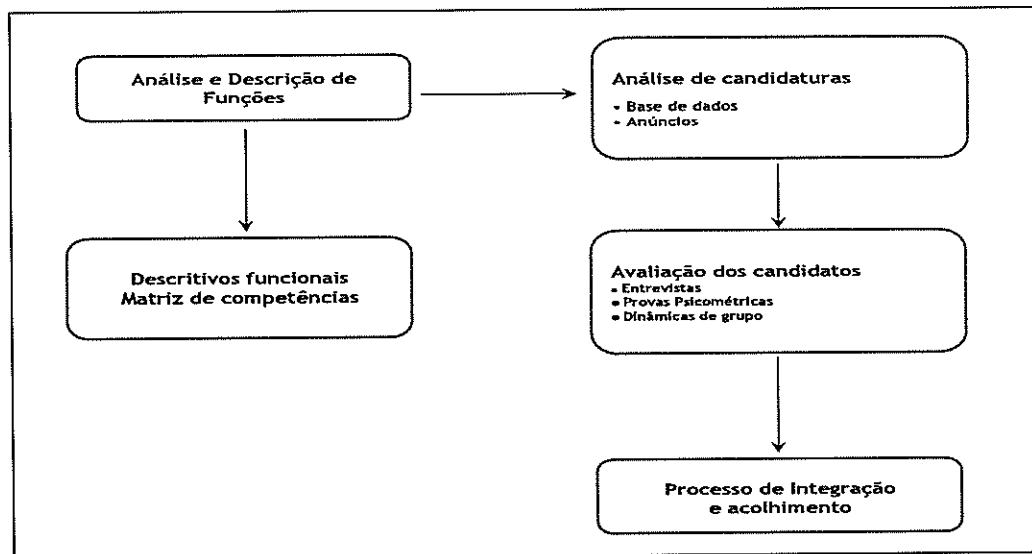 Análise e Descrição de
Funções
Análise de candidaturas
• Base de dados
• Anúncios
Descritivos funcionais
Matriz de competências
Avaliação dos candidatos
• Entrevistas
• Provas Psicométricas
• Dinâmicas de grupo
Processo de Integração
e acolhimento